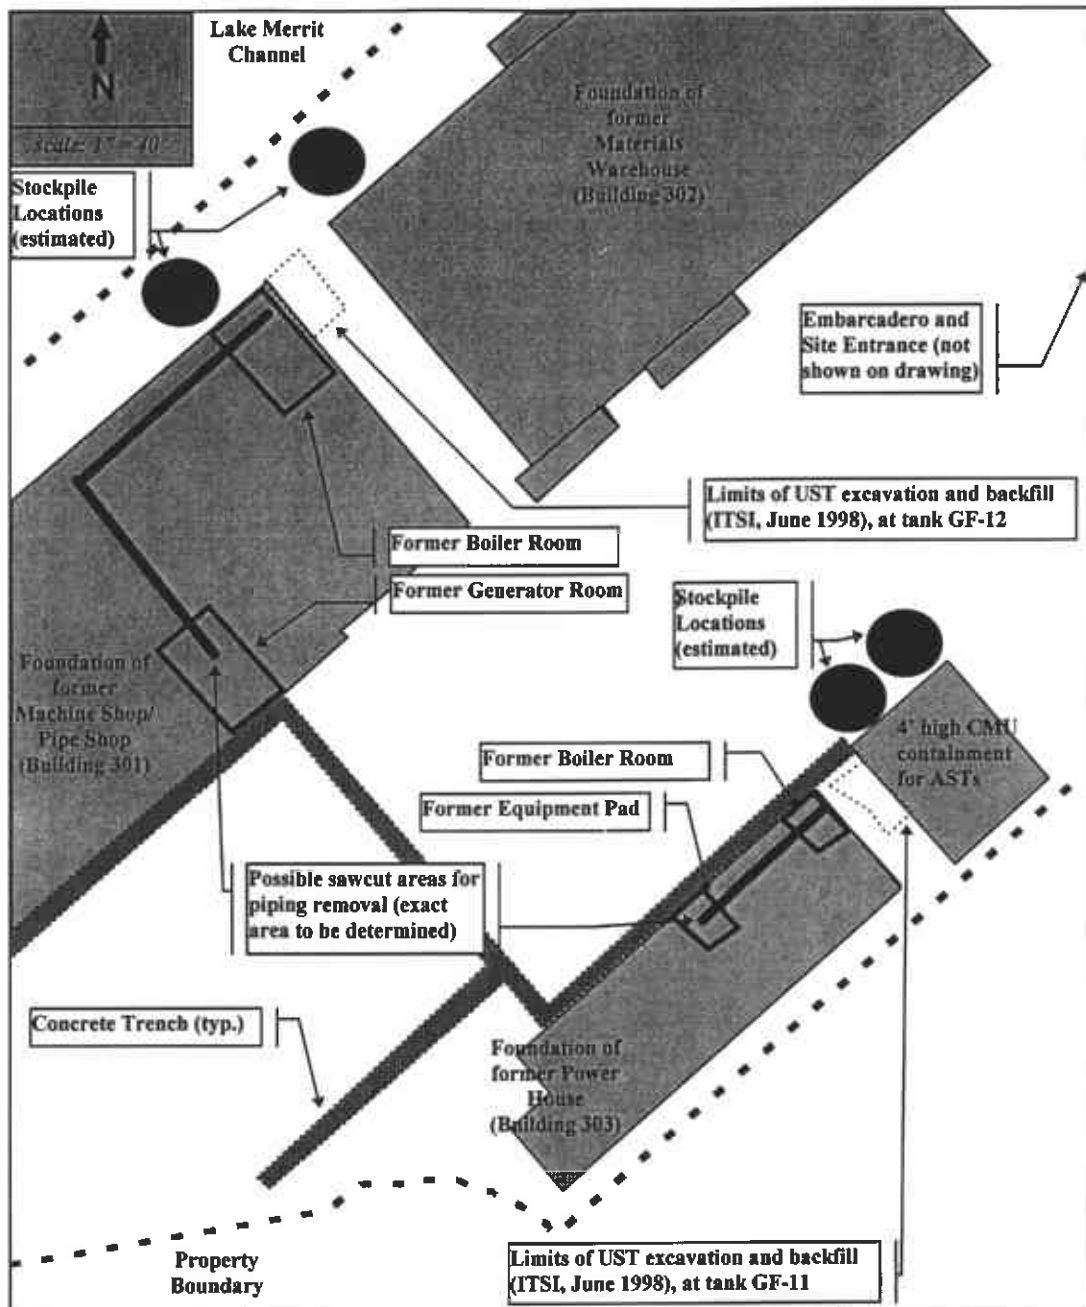 Lake Merrit
Channel
N
scale: 1" = 40'
Stockpile
Locations
(estimated)
Foundation of
former
Materials
Warehouse
(Building 302)
Embarcadero and
Site Entrance (not
shown on drawing)
Limits of UST excavation and backfill
(ITSI, June 1998), at tank GF-12
Former Boiler Room
Former Generator Room
Stockpile
Locations
(estimated)
Foundation of
former
Machine Shop/
Pipe Shop
(Building 301)
4' high CMU
containment
for ASTs
Former Boiler Room
Former Equipment Pad
Possible sawcut areas for
piping removal (exact
area to be determined)
Concrete Trench (typ.)
Foundation of
former Power
House
(Building 303)
Property
Boundary
Limits of UST excavation and backfill
(ITSI, June 1998), at tank GF-11